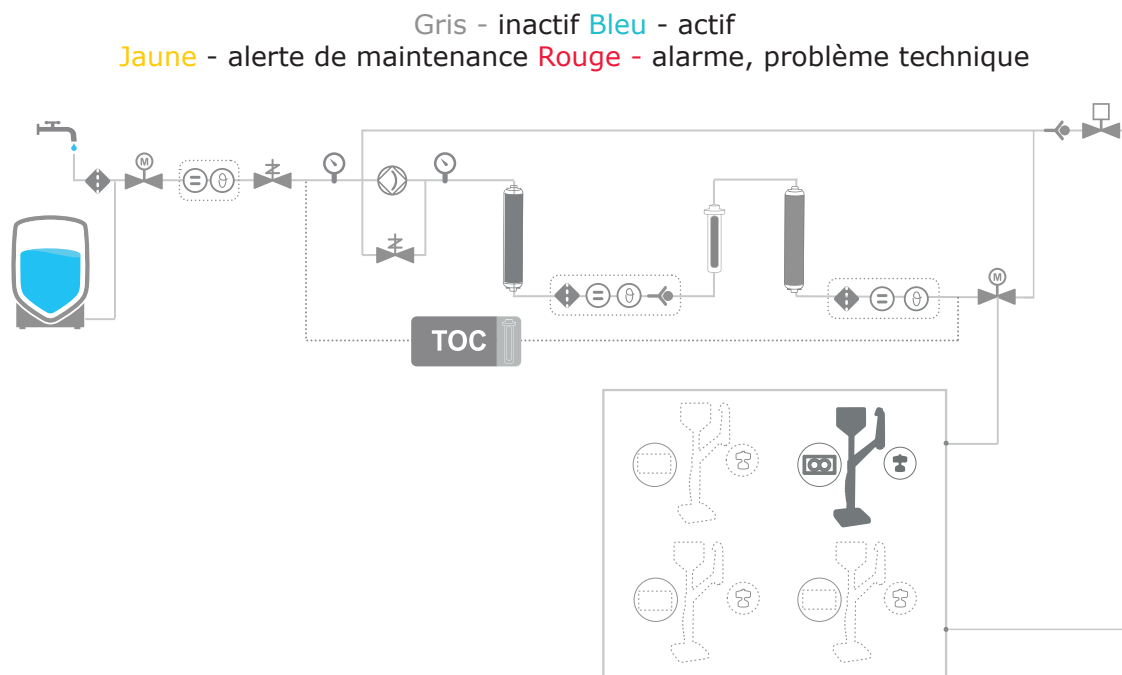 Gris - inactif Bleu - actif
Jaune - alerte de maintenance Rouge - alarme, problème technique
M
ϑ
ϑ
ϑ
M
TOC